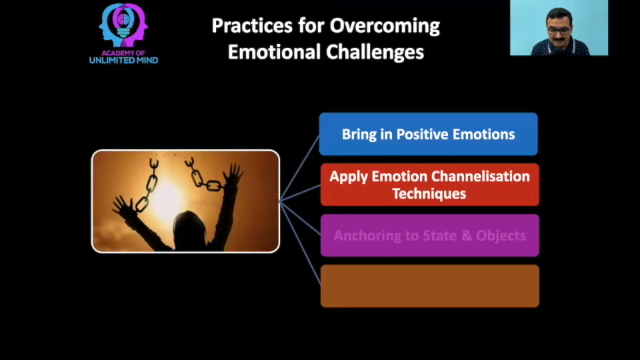 Practices for Overcoming
Emotional Challenges
ACADEMY OF
UNLIMITED MIND
Bring in Positive Emotions
Apply Emotion Channelisation
Techniques
Anchoring to State & Objects